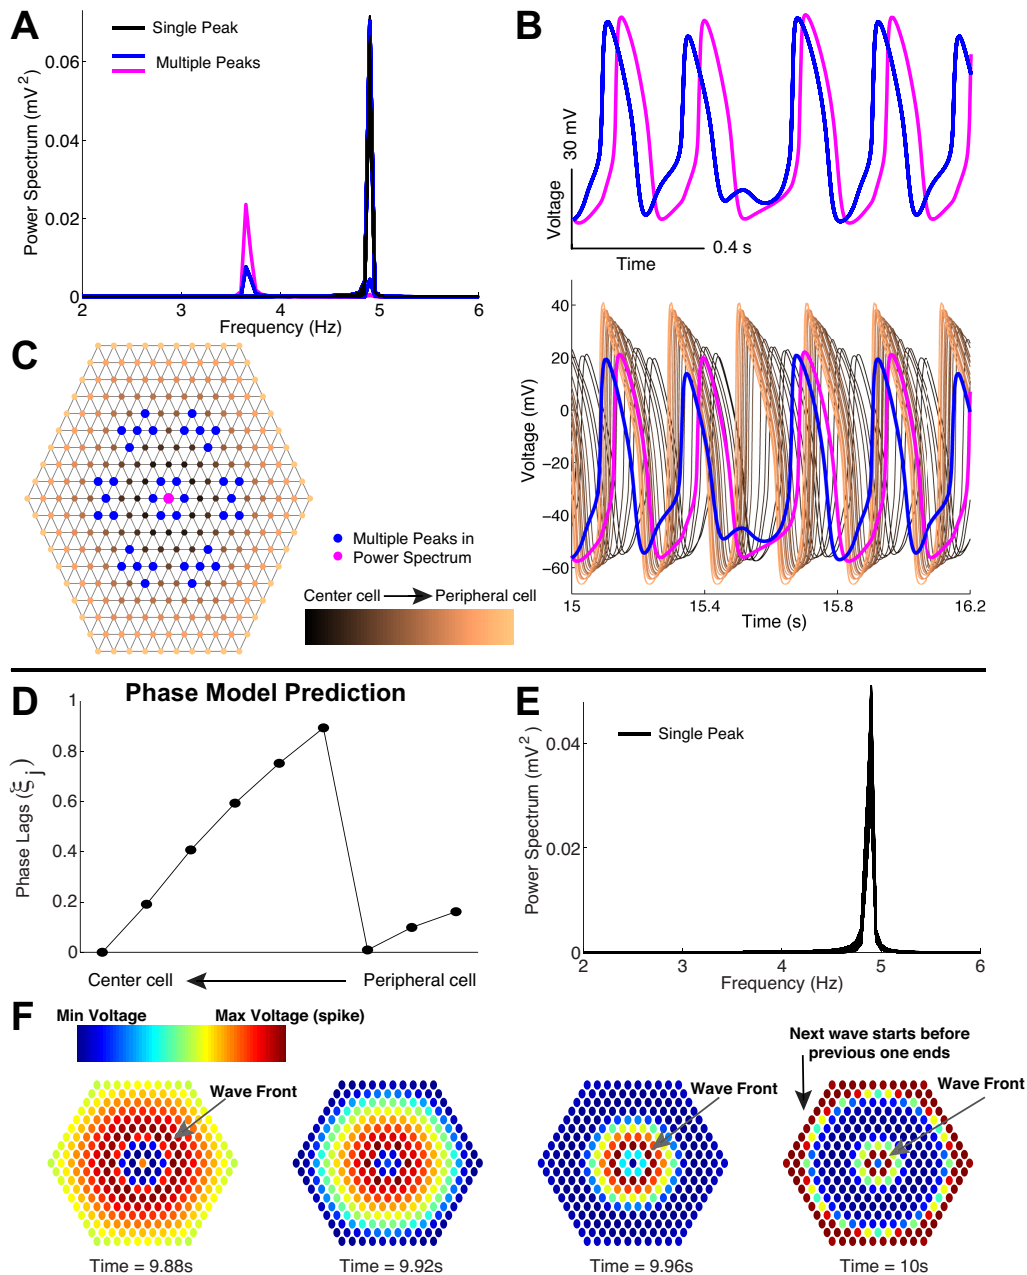 A
Single Peak
Multiple Peaks
Power Spectrum (mV²)
0.06
0.04
0.02
0
2 3 4 5 6
Frequency (Hz)
B
30 mV
Voltage
0.4 s
Time
40
20
0
−20
−40
−60
Voltage (mV)
15 15.4 15.8 16.2
Time (s)
C
Multiple Peaks in
Power Spectrum
Center cell Peripheral cell
D
Phase Model Prediction
1
0.8
0.6
0.4
0.2
0
Phase Lags (ξj)
Center cell Peripheral cell
E
Single Peak
Power Spectrum (mV²)
0.04
0.02
0
2 3 4 5 6
Frequency (Hz)
F
Min Voltage Max Voltage (spike)
Wave Front
Wave Front
Next wave starts before
previous one ends
Wave Front
Time = 9.88s
Time = 9.92s
Time = 9.96s
Time = 10s